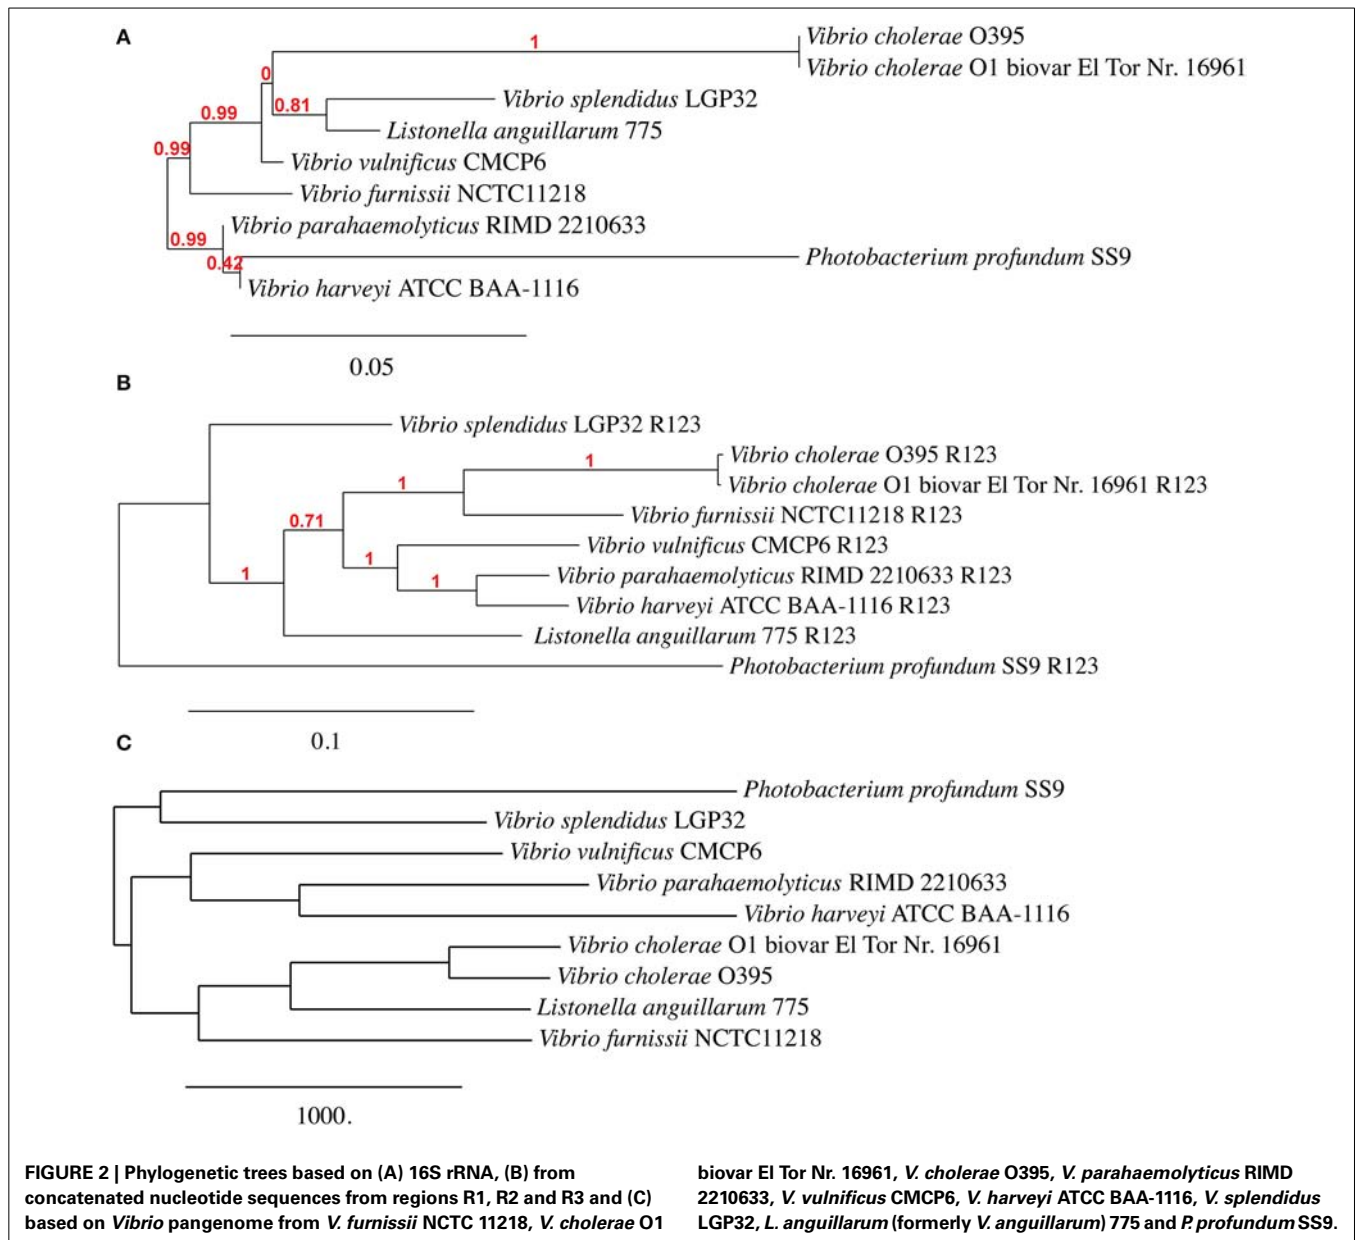 A
1
Vibrio cholerae O395
Vibrio cholerae O1 biovar El Tor Nr. 16961
0
0.81
Vibrio splendidus LGP32
0.99
Listonella anguillarum 775
0.99
Vibrio vulnificus CMCP6
Vibrio furnissii NCTC11218
Vibrio parahaemolyticus RIMD 2210633
0.99
0.42
Photobacterium profundum SS9
Vibrio harveyi ATCC BAA-1116
0.05
B
Vibrio splendidus LGP32 R123
1
Vibrio cholerae O395 R123
1
Vibrio cholerae O1 biovar El Tor Nr. 16961 R123
0.71
Vibrio furnissii NCTC11218 R123
Vibrio vulnificus CMCP6 R123
1
1
1
Vibrio parahaemolyticus RIMD 2210633 R123
Vibrio harveyi ATCC BAA-1116 R123
Listonella anguillarum 775 R123
Photobacterium profundum SS9 R123
0.1
C
Photobacterium profundum SS9
Vibrio splendidus LGP32
Vibrio vulnificus CMCP6
Vibrio parahaemolyticus RIMD 2210633
Vibrio harveyi ATCC BAA-1116
Vibrio cholerae O1 biovar El Tor Nr. 16961
Vibrio cholerae O395
Listonella anguillarum 775
Vibrio furnissii NCTC11218
1000.
FIGURE 2 | Phylogenetic trees based on (A) 16S rRNA, (B) from
concatenated nucleotide sequences from regions R1, R2 and R3 and (C)
based on Vibrio pangenome from V. furnissii NCTC 11218, V. cholerae O1
biovar El Tor Nr. 16961, V. cholerae O395, V. parahaemolyticus RIMD
2210633, V. vulnificus CMCP6, V. harveyi ATCC BAA-1116, V. splendidus
LGP32, L. anguillarum (formerly V. anguillarum) 775 and P. profundum SS9.